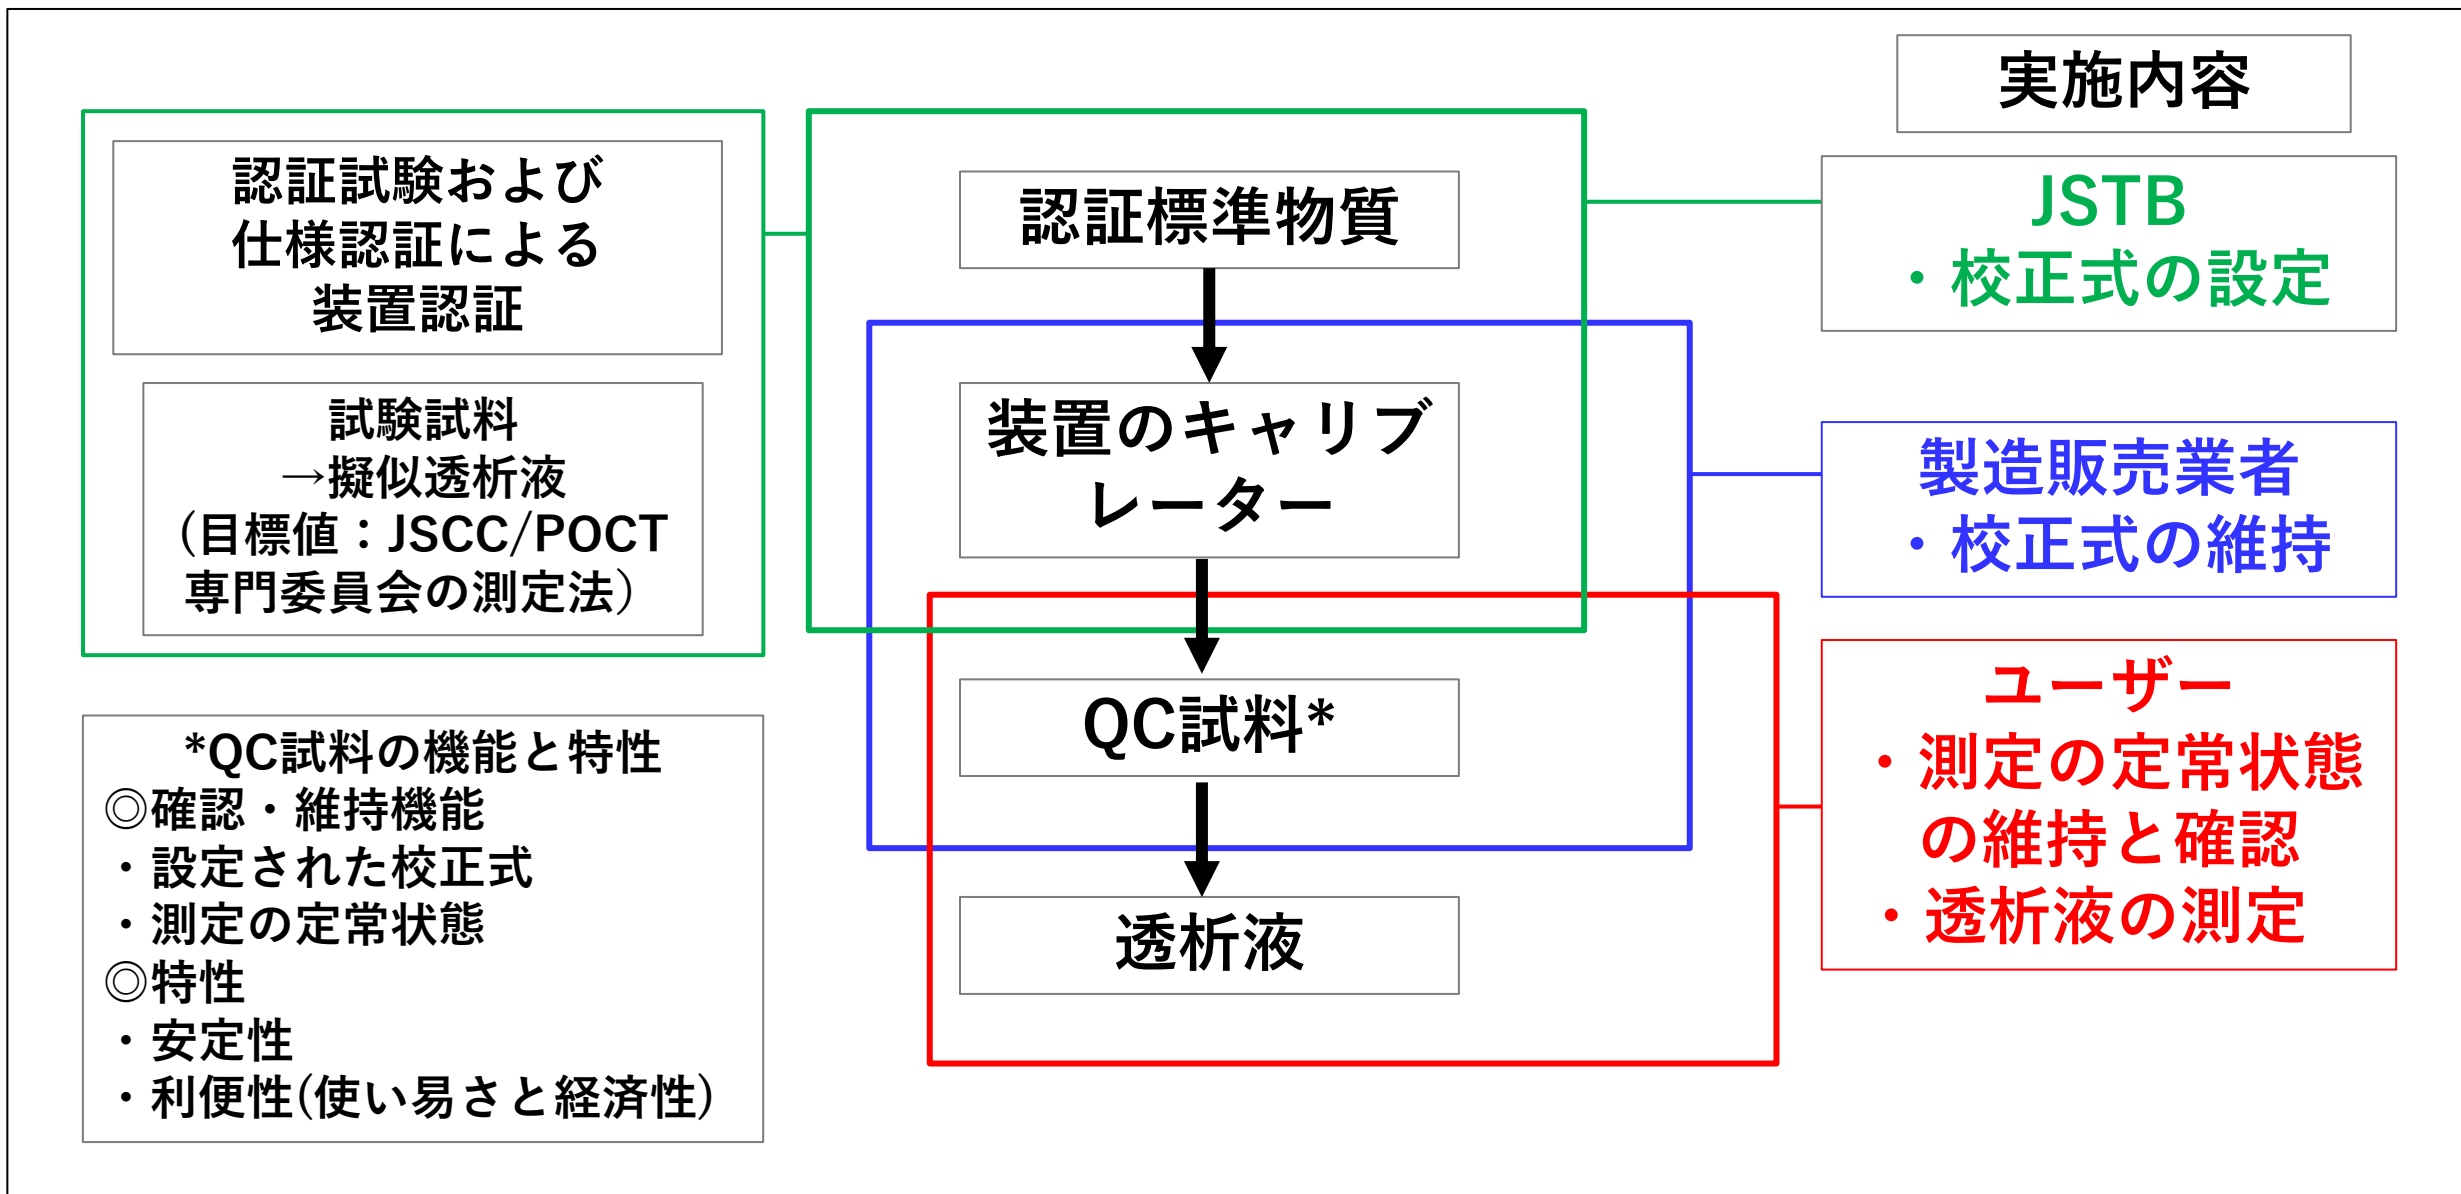 認証試験および
仕様認証による
装置認証
試験試料
→擬似透析液
(目標値：JSCC/POCT
専門委員会の測定法)
*QC試料の機能と特性
◎確認・維持機能
・設定された校正式
・測定の定常状態
◎特性
・安定性
・利便性(使い易さと経済性)
認証標準物質
装置のキャリブ
レーター
QC試料*
透析液
実施内容
JSTB
・校正式の設定
製造販売業者
・校正式の維持
ユーザー
・測定の定常状態
の維持と確認
・透析液の測定